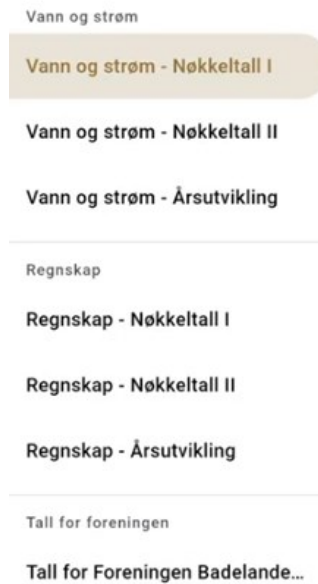 Vann og strøm
Vann og strøm - Nøkkeltall I
Vann og strøm - Nøkkeltall II
Vann og strøm - Årsutvikling
Regnskap
Regnskap - Nøkkeltall I
Regnskap - Nøkkeltall II
Regnskap - Årsutvikling
Tall for foreningen
Tall for Foreningen Badelande...